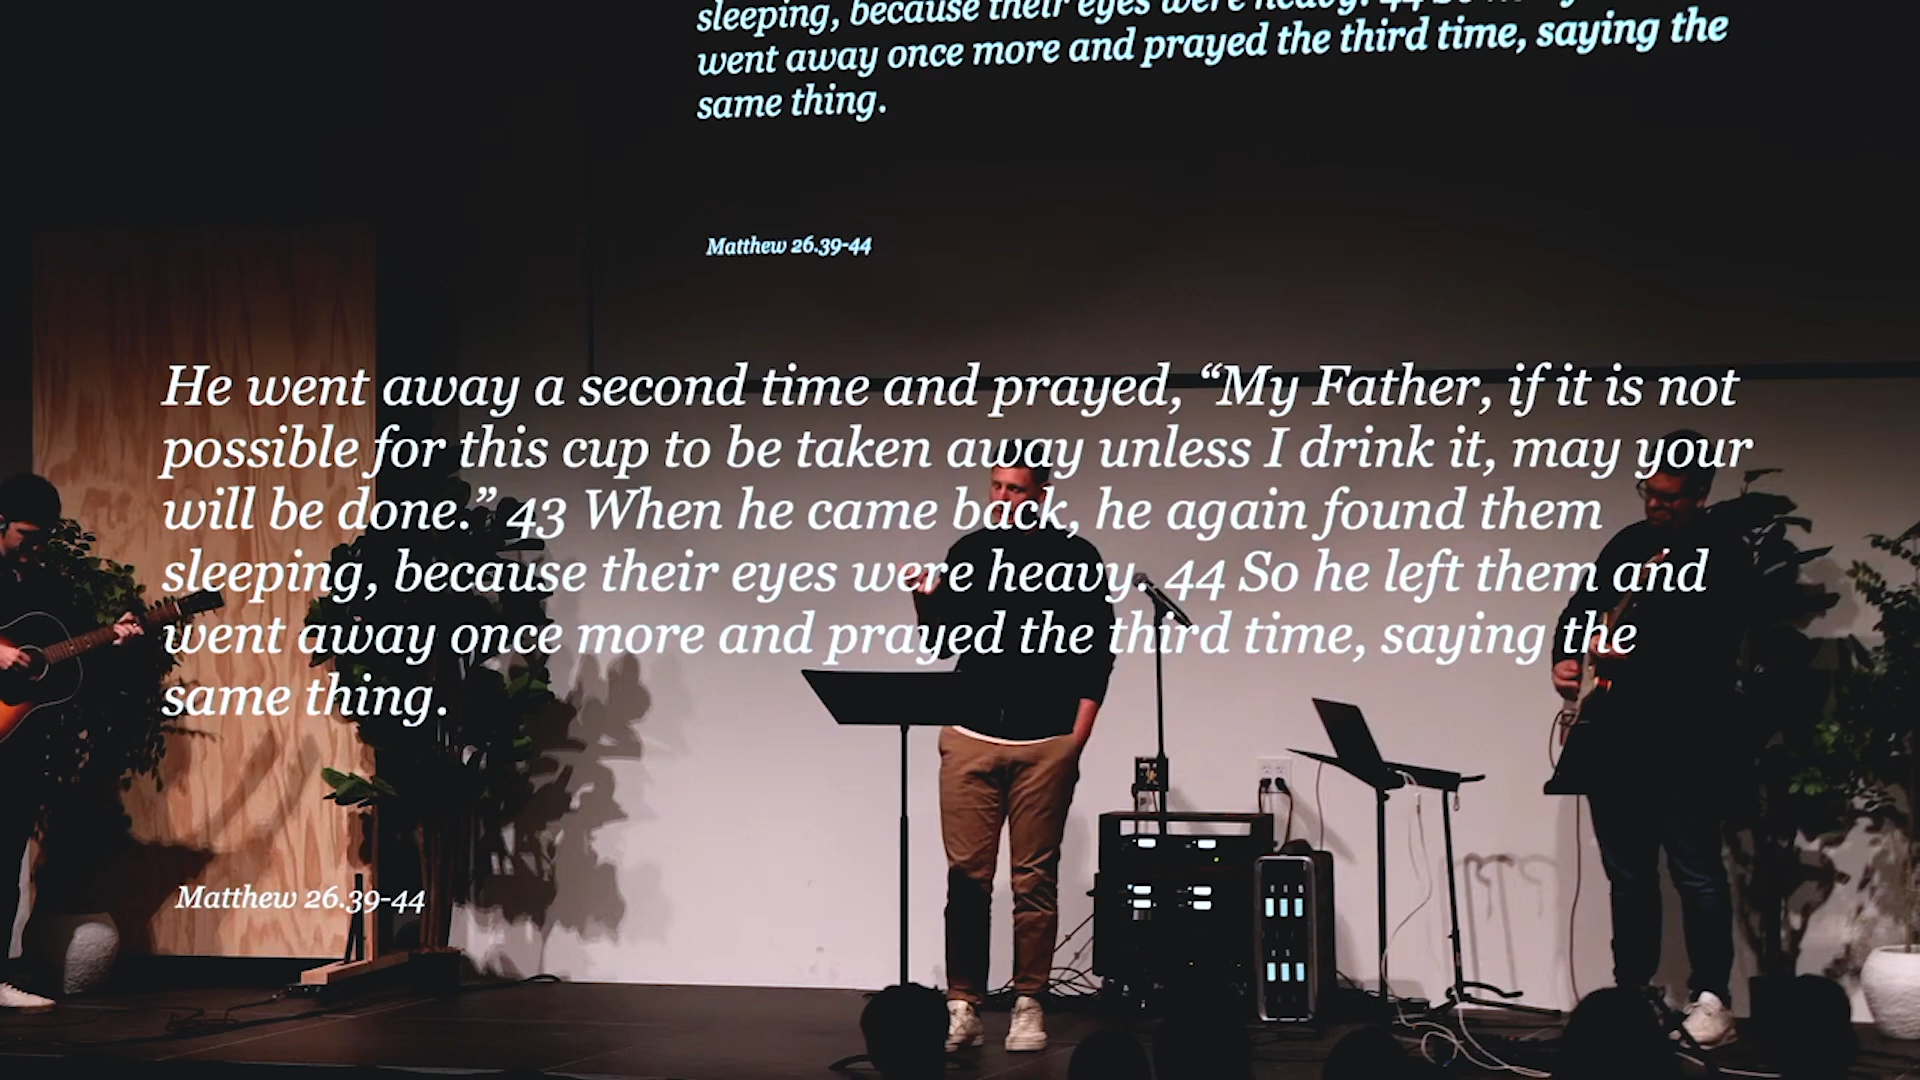 sleeping, because their eyes were heavy. 44 So
went away once more and prayed the third time, saying the
same thing.
Matthew 26.39-44
He went away a second time and prayed, “My Father, if it is not
possible for this cup to be taken away unless I drink it, may your
will be done.” 43 When he came back, he again found them
sleeping, because their eyes were heavy. 44 So he left them and
went away once more and prayed the third time, saying the
same thing.
Matthew 26.39-44